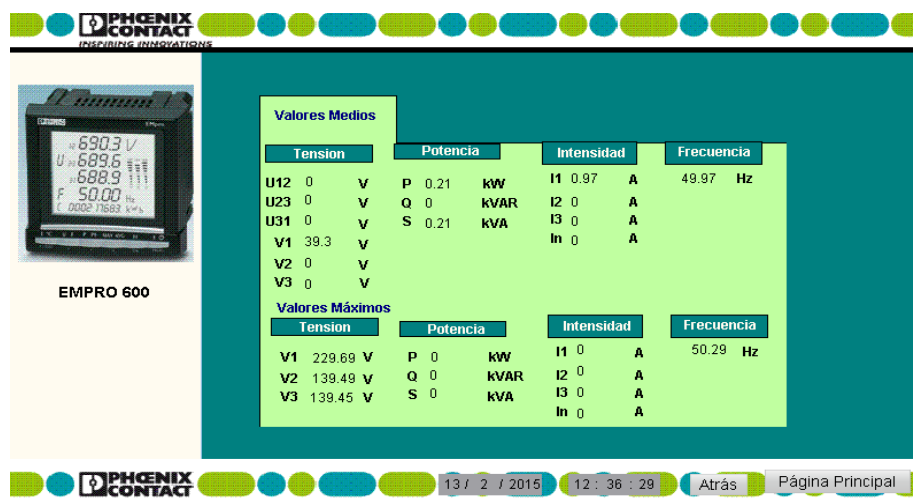 PHŒNIX
CONTACT
INSPIRING INNOVATIONS
Valores Medios
Tension Potencia Intensidad Frecuencia
U12 0 V P 0.21 kW I1 0.97 A 49.97 Hz
U23 0 V Q 0 kVAR I2 0 A
U31 0 V S 0.21 kVA I3 0 A
V1 39.3 V In 0 A
V2 0 V
V3 0 V
690.3 V
U 689.6
688.9
F 50.00 Hz
EMPRO 600
Valores Máximos
Tension Potencia Intensidad Frecuencia
V1 229.69 V P 0 kW I1 0 A 50.29 Hz
V2 139.49 V Q 0 kVAR I2 0 A
V3 139.45 V S 0 kVA I3 0 A
In 0 A
PHŒNIX
CONTACT
13 / 2 / 2015 12 : 36 : 29 Atrás Página Principal